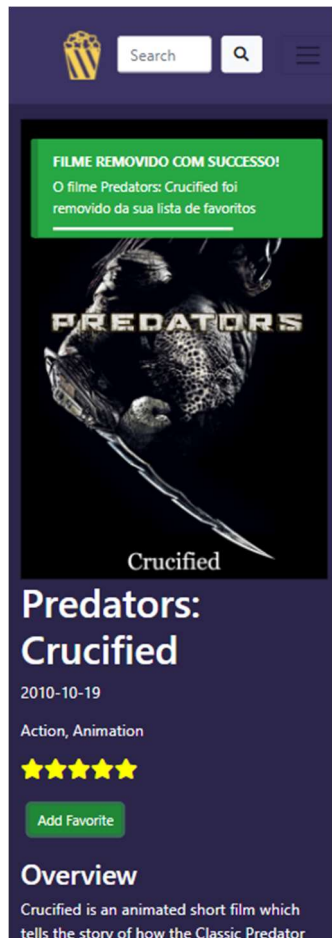 Search
FILME REMOVIDO COM SUCCESSO!
O filme Predators: Crucified foi
removido da sua lista de favoritos
PREDATORS
Crucified
Predators:
Crucified
2010-10-19
Action, Animation
Add Favorite
Overview
Crucified is an animated short film which
tells the story of how the Classic Predator